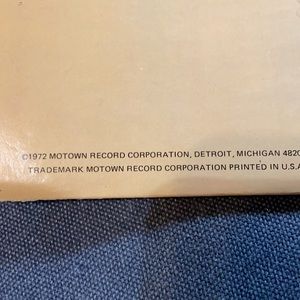 ©1972 MOTOWN RECORD CORPORATION, DETROIT, MICHIGAN 4820
TRADEMARK MOTOWN RECORD CORPORATION PRINTED IN U.S.A